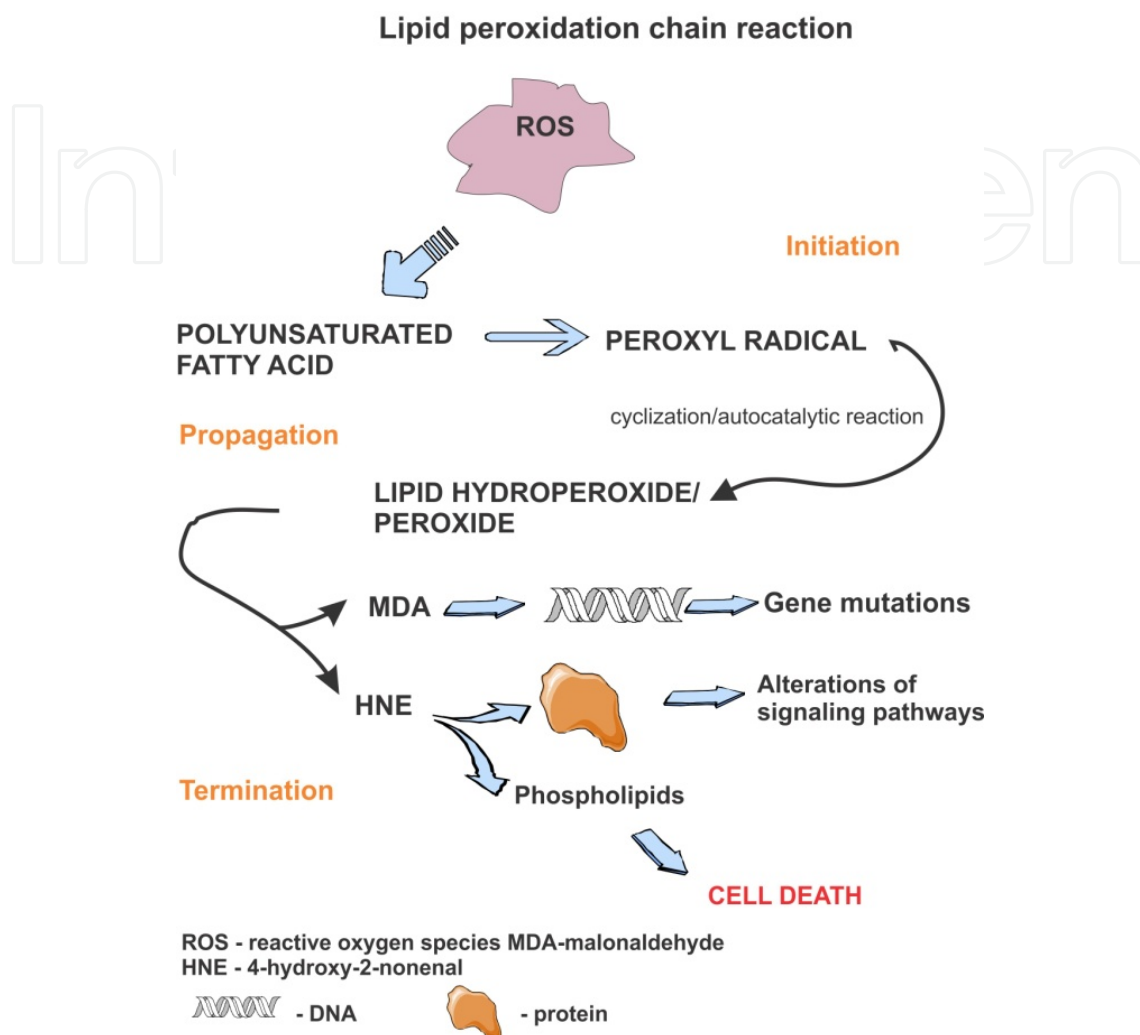 Lipid peroxidation chain reaction
ROS
Initiation
POLYUNSATURATED
FATTY ACID
PEROXYL RADICAL
cyclization/autocatalytic reaction
Propagation
LIPID HYDROPEROXIDE/
PEROXIDE
MDA
Gene mutations
HNE
Alterations of
signaling pathways
Termination
Phospholipids
CELL DEATH
ROS - reactive oxygen species MDA-malonaldehyde
HNE - 4-hydroxy-2-nonenal
- DNA
- protein